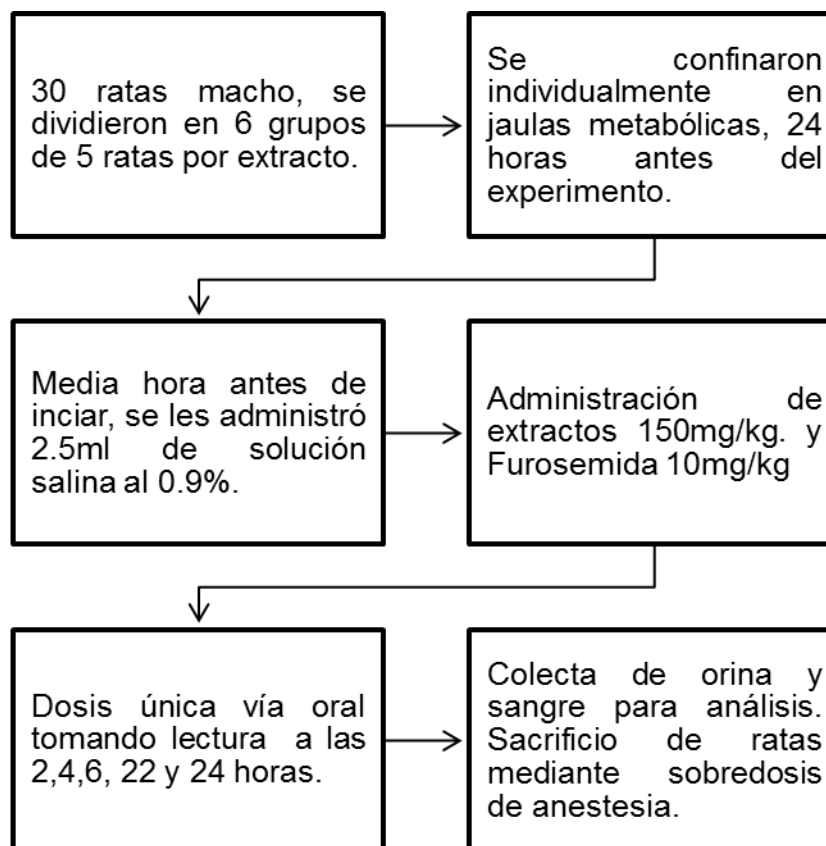 30 ratas macho, se
dividieron en 6 grupos
de 5 ratas por extracto.
Se confinaron
individualmente en
jaulas metabólicas, 24
horas antes del
experimento.
Media hora antes de
inciar, se les administró
2.5ml de solución
salina al 0.9%.
Administración de
extractos 150mg/kg. y
Furosemida 10mg/kg
Dosis única vía oral
tomando lectura a las
2,4,6, 22 y 24 horas.
Colecta de orina y
sangre para análisis.
Sacrificio de ratas
mediante sobredosis
de anestesia.